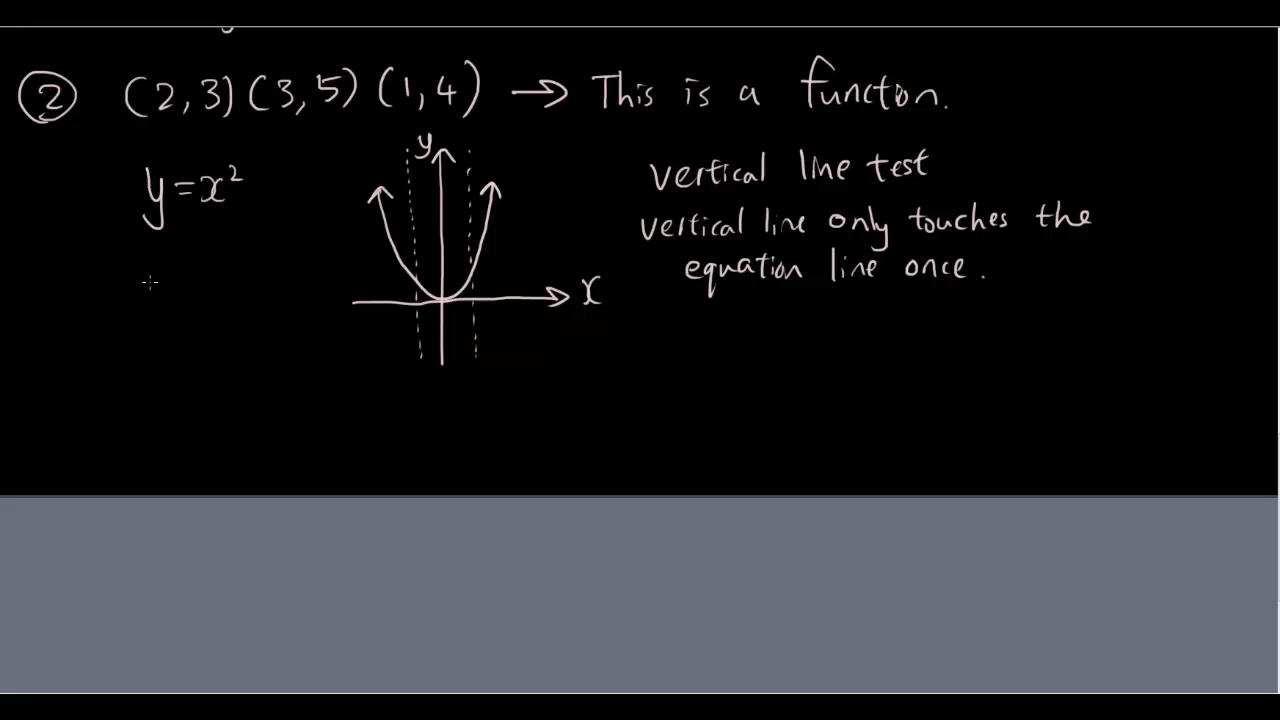 ② (2,3) (3,5) (1,4) → This is a functon.
y
vertical line test
y=x²
vertical line only touches the
equation line once.
x